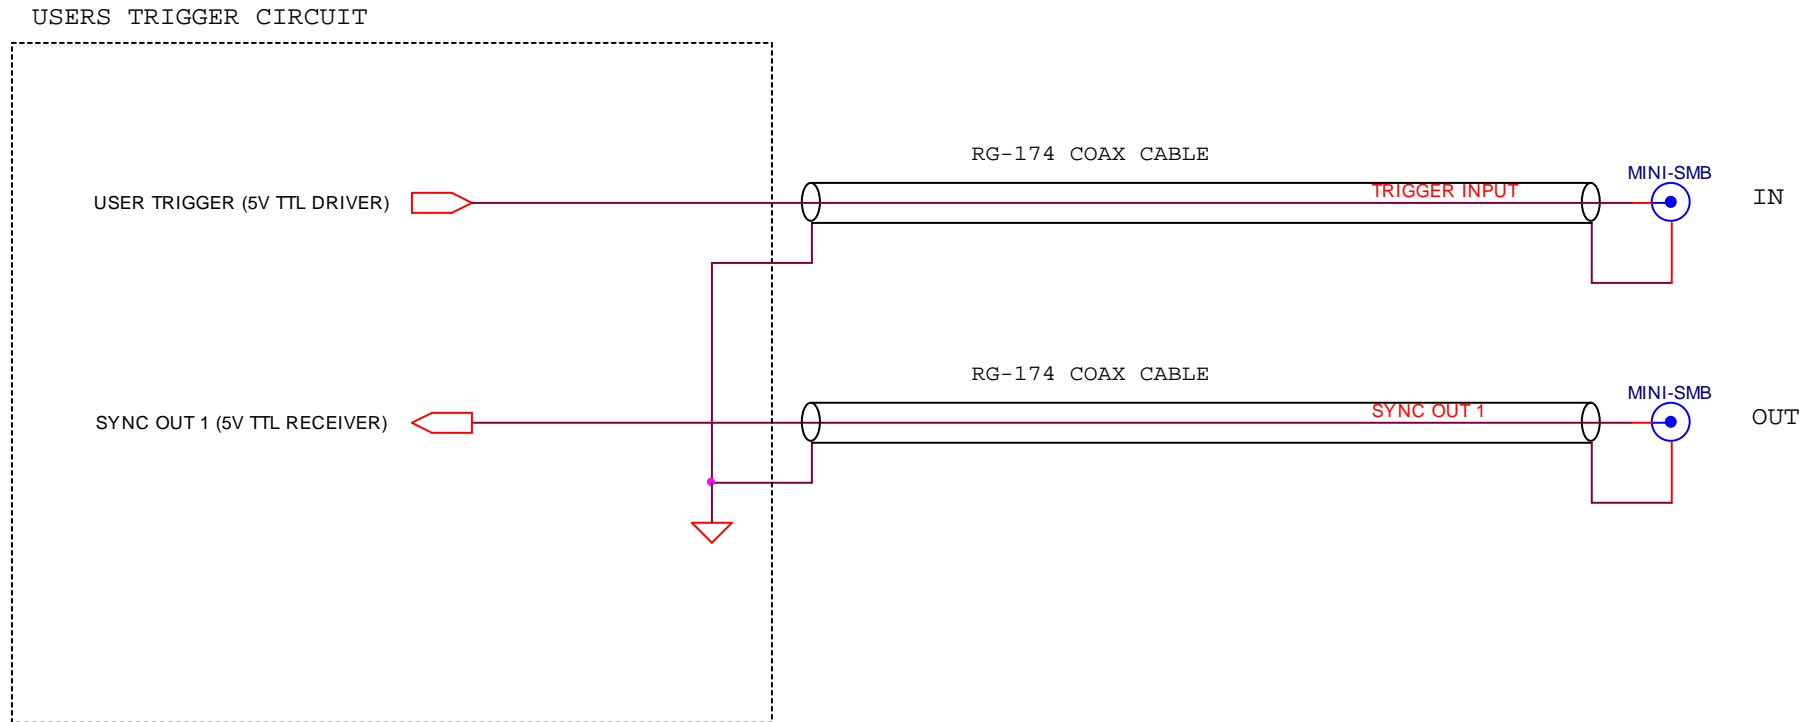 USERS TRIGGER CIRCUIT
RG-174 COAX CABLE
MINI-SMB
USER TRIGGER (5V TTL DRIVER)
TRIGGER INPUT
IN
RG-174 COAX CABLE
MINI-SMB
SYNC OUT 1 (5V TTL RECEIVER)
SYNC OUT 1
OUT